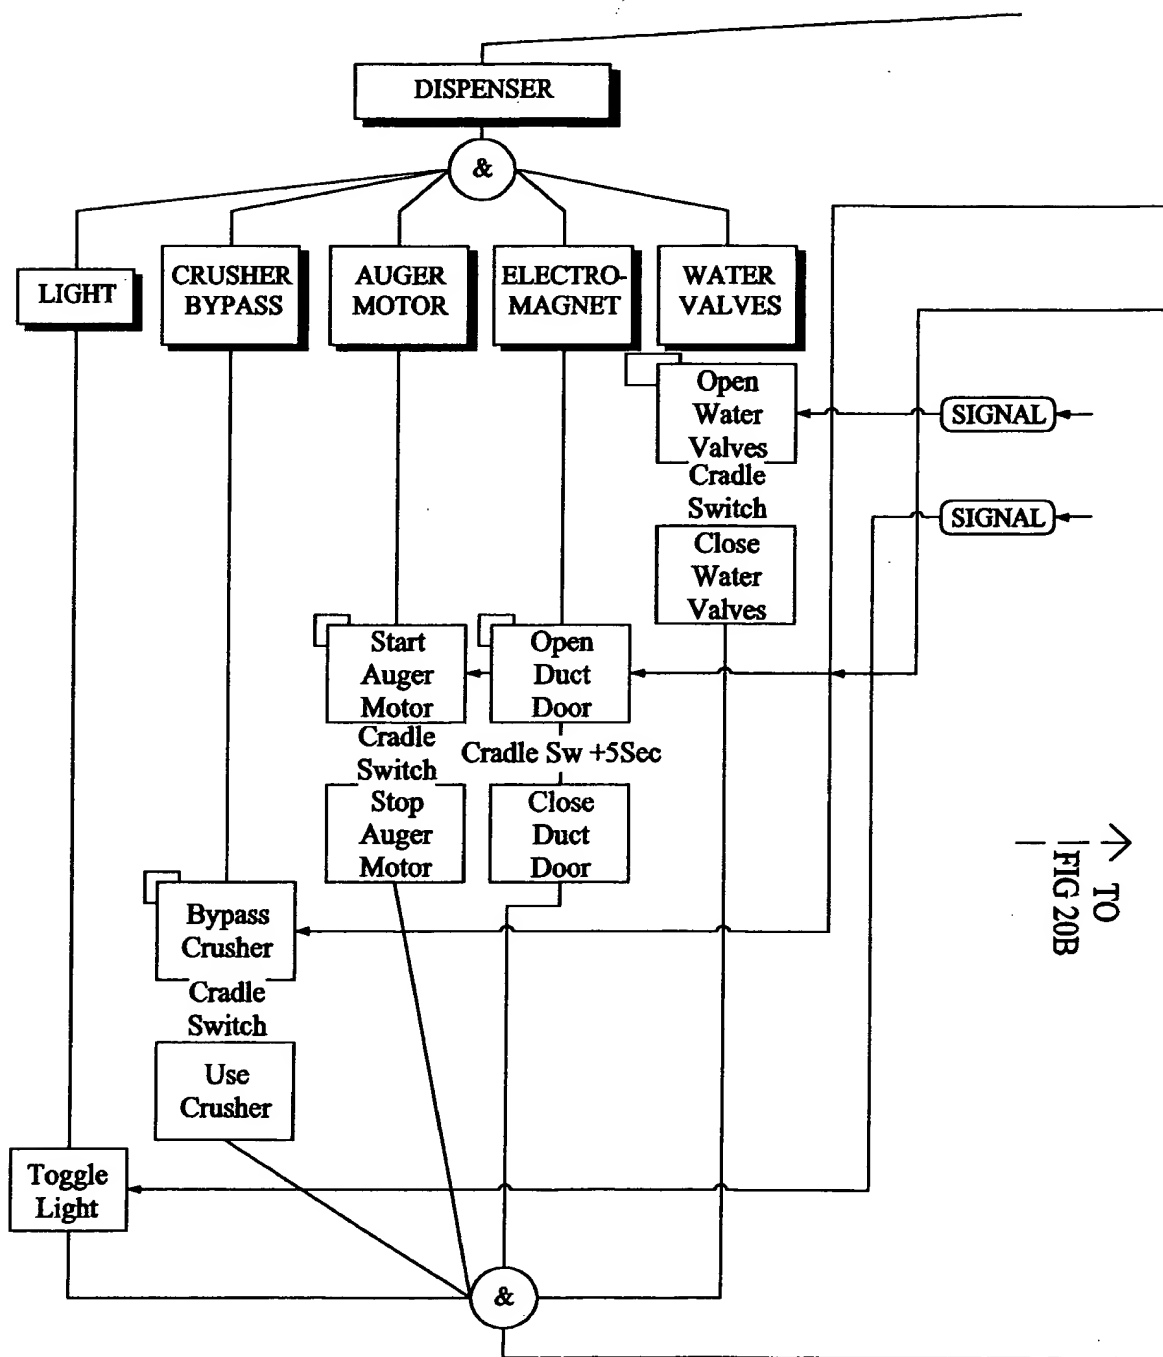 DISPENSER
&
LIGHT
CRUSHER
BYPASS
AUGER
MOTOR
ELECTRO-
MAGNET
WATER
VALVES
Open
Water
Valves
SIGNAL
Cradle
Switch
SIGNAL
Close
Water
Valves
Start
Auger
Motor
Open
Duct
Door
Cradle
Switch
Cradle Sw +5Sec
Stop
Auger
Motor
Close
Duct
Door
TO
FIG 20B
Bypass
Crusher
Cradle
Switch
Use
Crusher
Toggle
Light
&